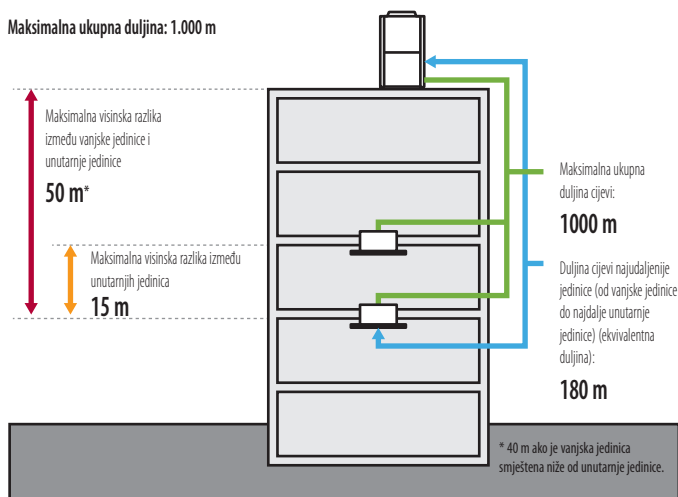 Maksimalna ukupna duljina: 1.000 m
Maksimalna visinska razlika
između vanjske jedinice i
unutarnje jedinice
50 m*
Maksimalna visinska razlika između
unutarnjih jedinica
15 m
Maksimalna ukupna
duljina cijevi:
1000 m
Duljina cijevi najudaljenije
jedinice (od vanjske jedinice
do najdalje unutarnje
jedinice) (ekvivalentna
duljina):
180 m
* 40 m ako je vanjska jedinica
smještena niže od unutarnje jedinice.